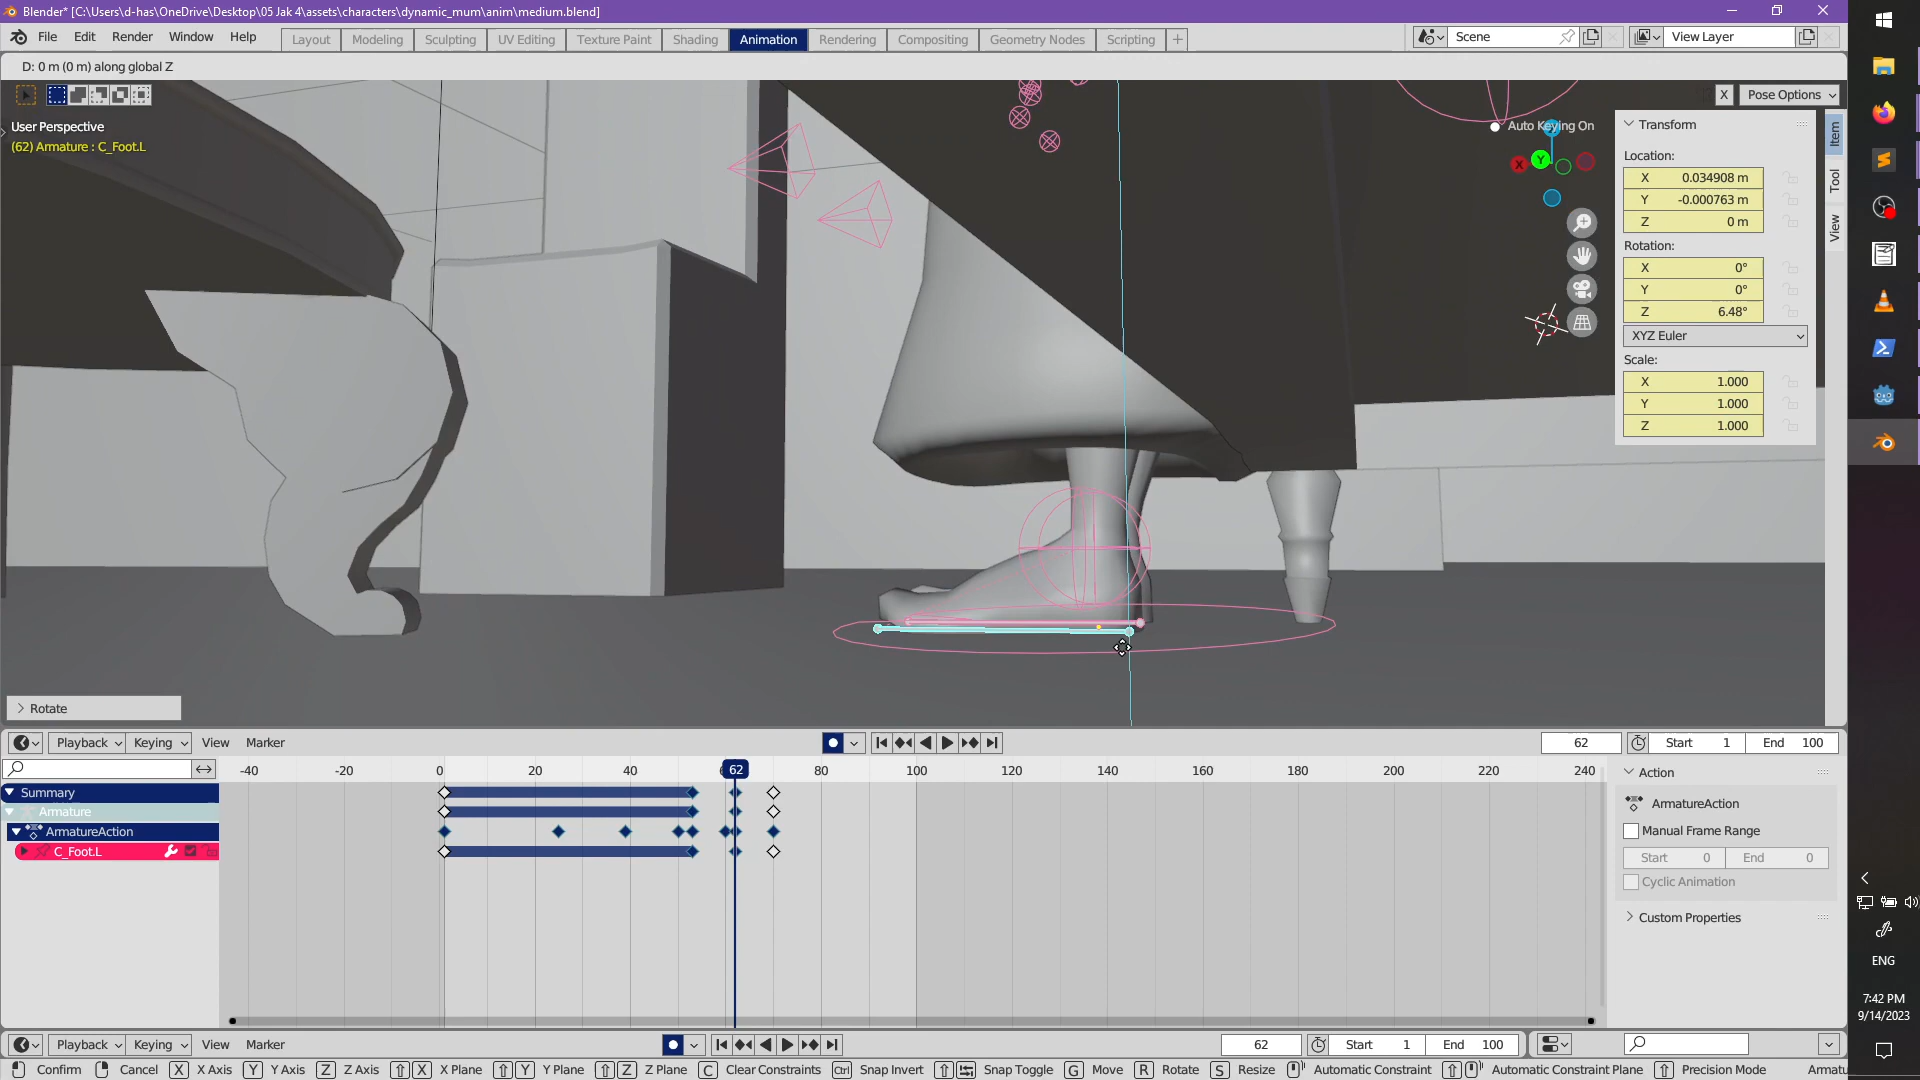 Blender* [C:\Users\d-has\OneDrive\Desktop\05 Jak 4\assets\characters\dynamic_mum\anim\medium.blend]
File Edit Render Window Help Layout Modeling Sculpting UV Editing Texture Paint Shading Animation Rendering Compositing Geometry Nodes Scripting + Scene View Layer
D: 0 m (0 m) along global Z
X Pose Options
User Perspective
(62) Armature : C_Foot.L
Auto Keying On
X Y
Transform
Location:
X 0.034908 m
Y -0.000763 m
Z 0 m
Rotation:
X 0°
Y 0°
Z 6.48°
XYZ Euler
Scale:
X 1.000
Y 1.000
Z 1.000
Item
Tool
View
Rotate
Playback Keying View Marker 62 Start 1 End 100
-40 -20 0 20 40 62 80 100 120 140 160 180 200 220 240
Summary
Armature
ArmatureAction
C_Foot.L
Action
ArmatureAction
Manual Frame Range
Start 0 End 0
Cyclic Animation
Custom Properties
Playback Keying View Marker 62 Start 1 End 100
Confirm Cancel X X Axis Y Y Axis Z Z Axis X X Plane Y Y Plane Z Z Plane C Clear Constraints Ctrl Snap Invert Snap Toggle G Move R Rotate S Resize Automatic Constraint Automatic Constraint Plane Precision Mode Armatu
ENG
7:42 PM
9/14/2023